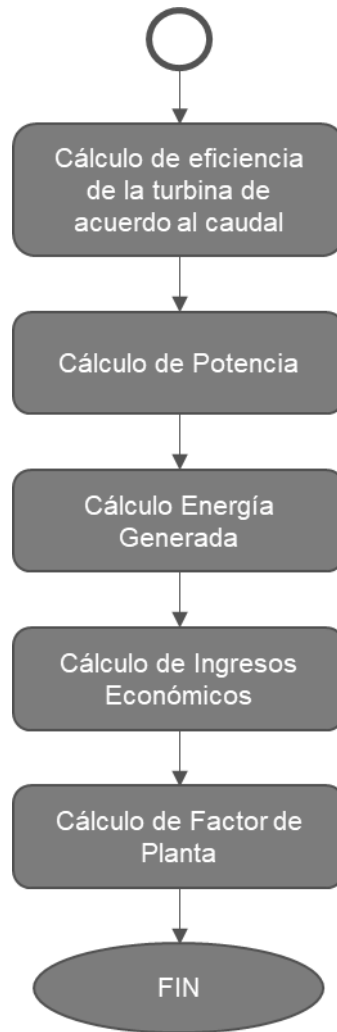 Cálculo de eficiencia
de la turbina de
acuerdo al caudal
Cálculo de Potencia
Cálculo Energía
Generada
Cálculo de Ingresos
Económicos
Cálculo de Factor de
Planta
FIN